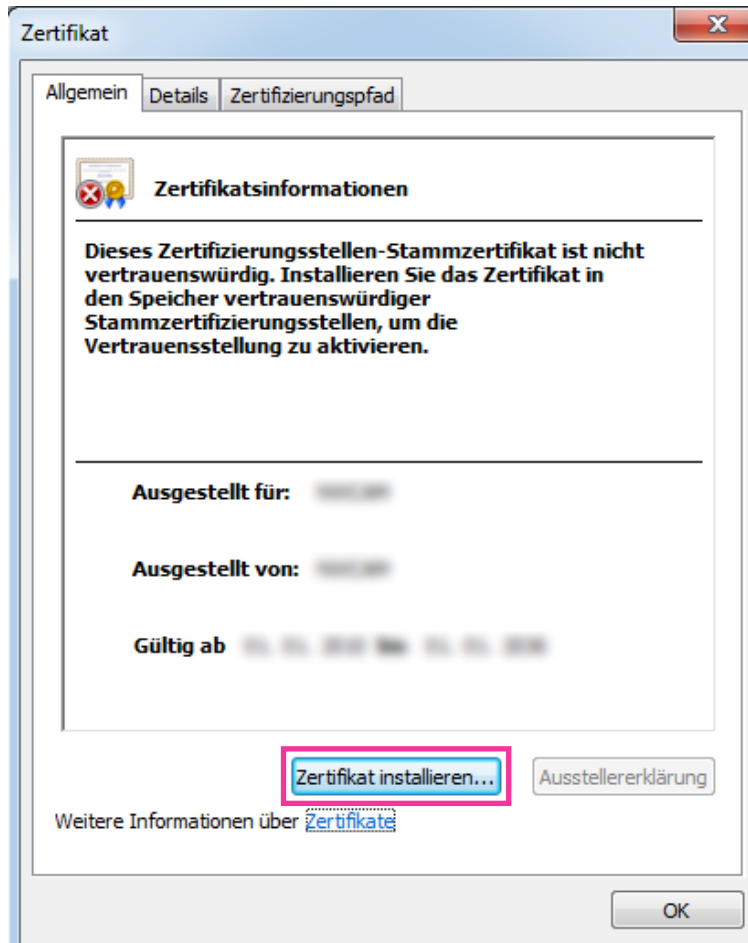 Zertifikat
Allgemein Details Zertifizierungspfad
Zertifikatsinformationen
Dieses Zertifizierungsstellen-Stammzertifikat ist nicht
vertrauenswürdig. Installieren Sie das Zertifikat in
den Speicher vertrauenswürdiger
Stammzertifizierungsstellen, um die
Vertrauensstellung zu aktivieren.
Ausgestellt für:
Ausgestellt von:
Gültig ab
Zertifikat installieren... Ausstellererklärung
Weitere Informationen über Zertifikate
OK